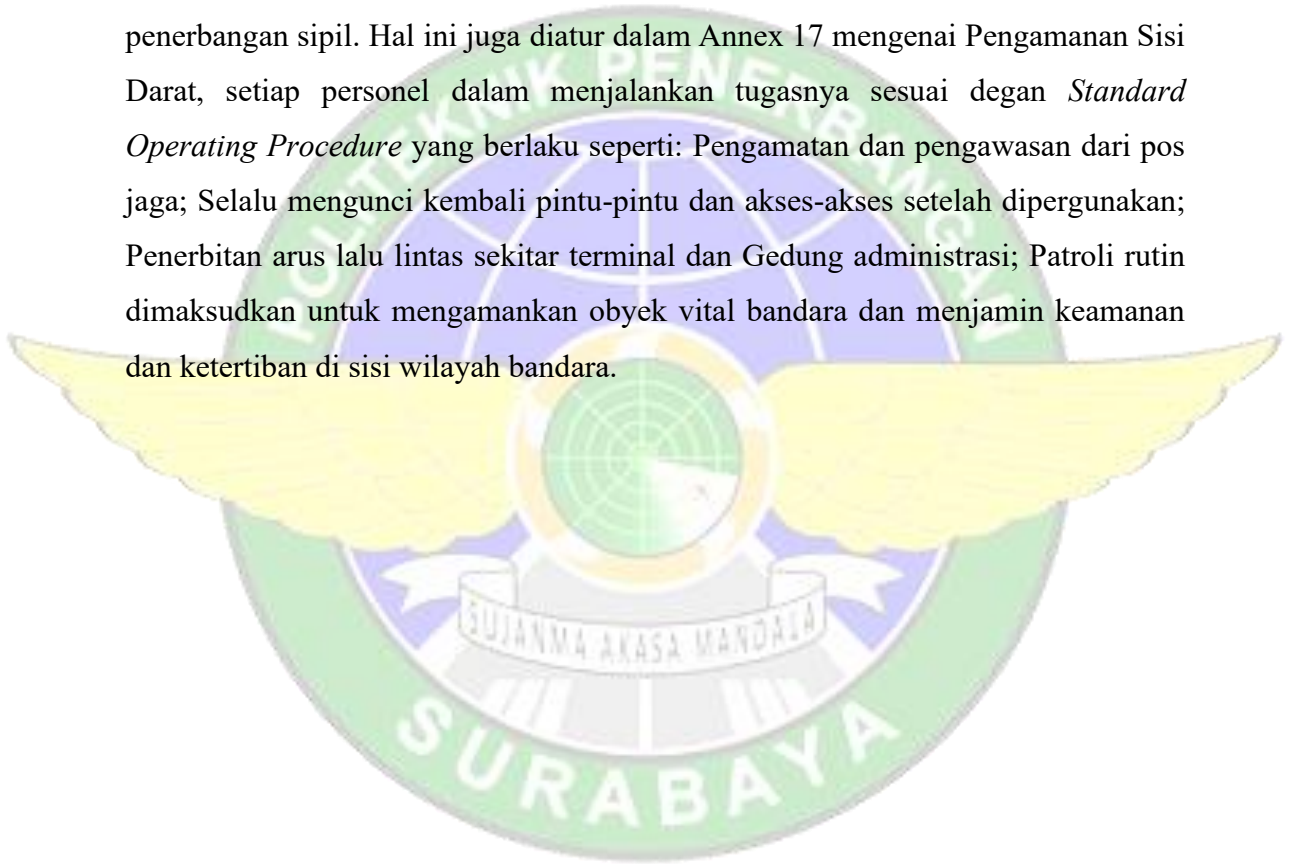 penerbangan sipil. Hal ini juga diatur dalam Annex 17 mengenai Pengamanan Sisi
Darat, setiap personel dalam menjalankan tugasnya sesuai degan Standard
Operating Procedure yang berlaku seperti: Pengamatan dan pengawasan dari pos
jaga; Selalu mengunci kembali pintu-pintu dan akses-akses setelah dipergunakan;
Penerbitan arus lalu lintas sekitar terminal dan Gedung administrasi; Patroli rutin
dimaksudkan untuk mengamankan obyek vital bandara dan menjamin keamanan
dan ketertiban di sisi wilayah bandara.
POLITEKNIK PENERBANGAN
SUJANMA AKASA MANDALA
SURABAYA